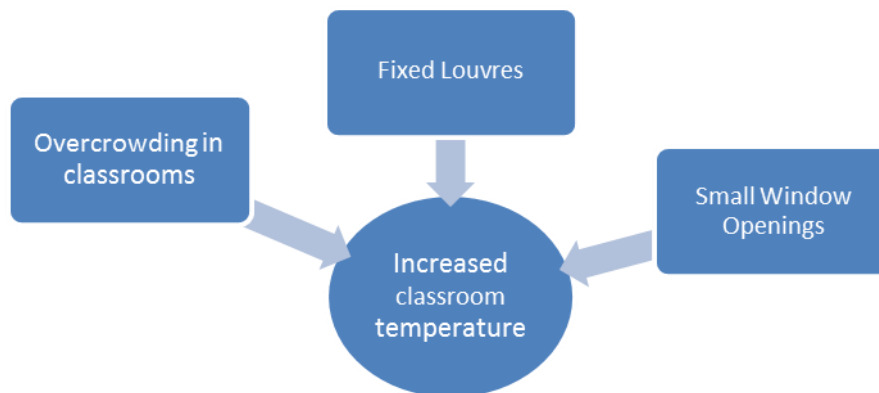 Fixed Louvres
Overcrowding in
classrooms
Small Window
Openings
Increased
classroom
temperature